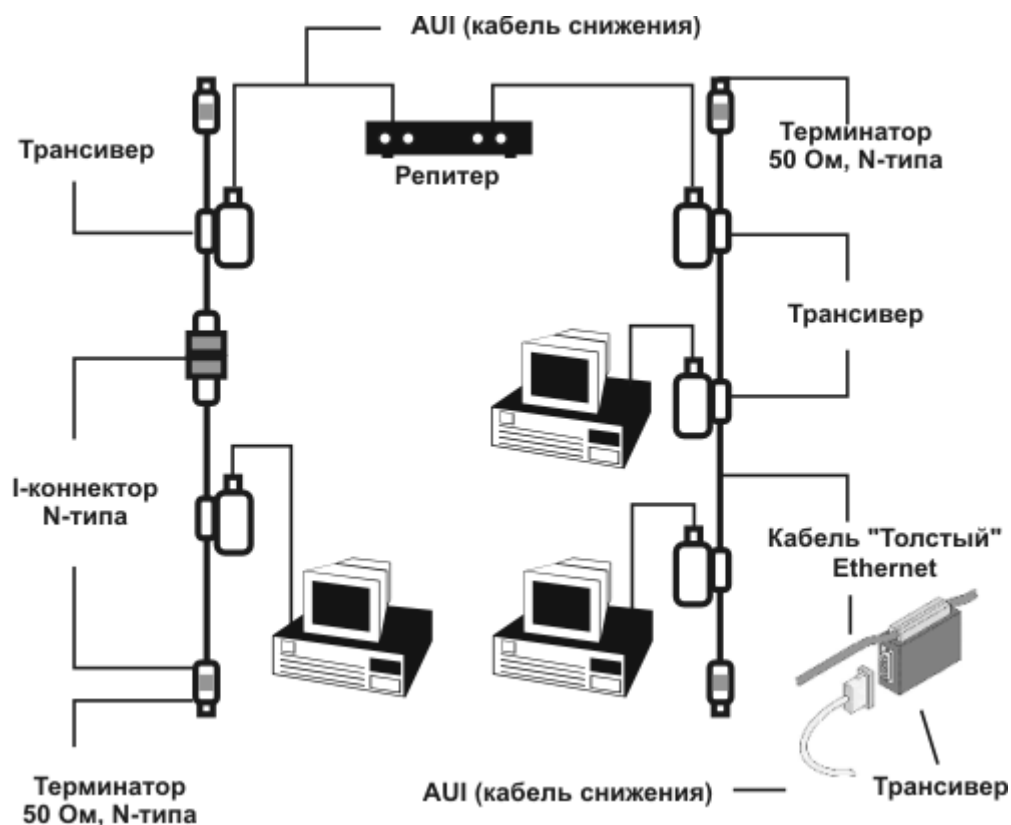 AUI (кабель снижения)
Трансивер
Репитер
Терминатор
50 Ом, N-типа
Трансивер
I-коннектор
N-типа
Кабель "Толстый"
Ethernet
Терминатор
50 Ом, N-типа
AUI (кабель снижения)
Трансивер